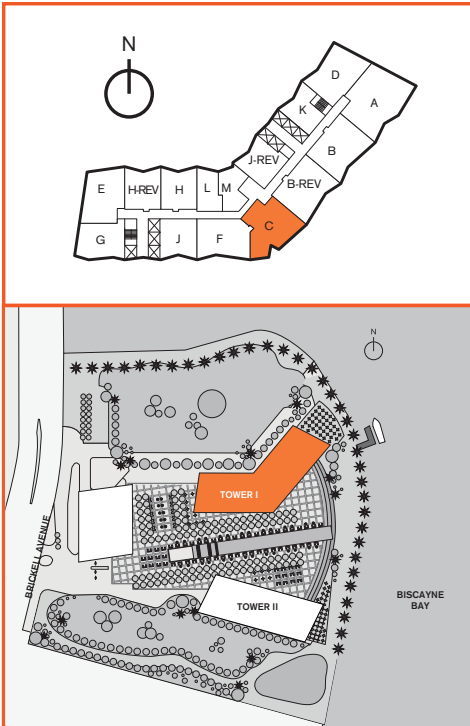 N
D
A
K
B
J-REV
B-REV
E
H-REV
H
L
M
C
G
J
F
N
TOWER I
BRICKELL AVENUE
TOWER II
BISCAYNE
BAY